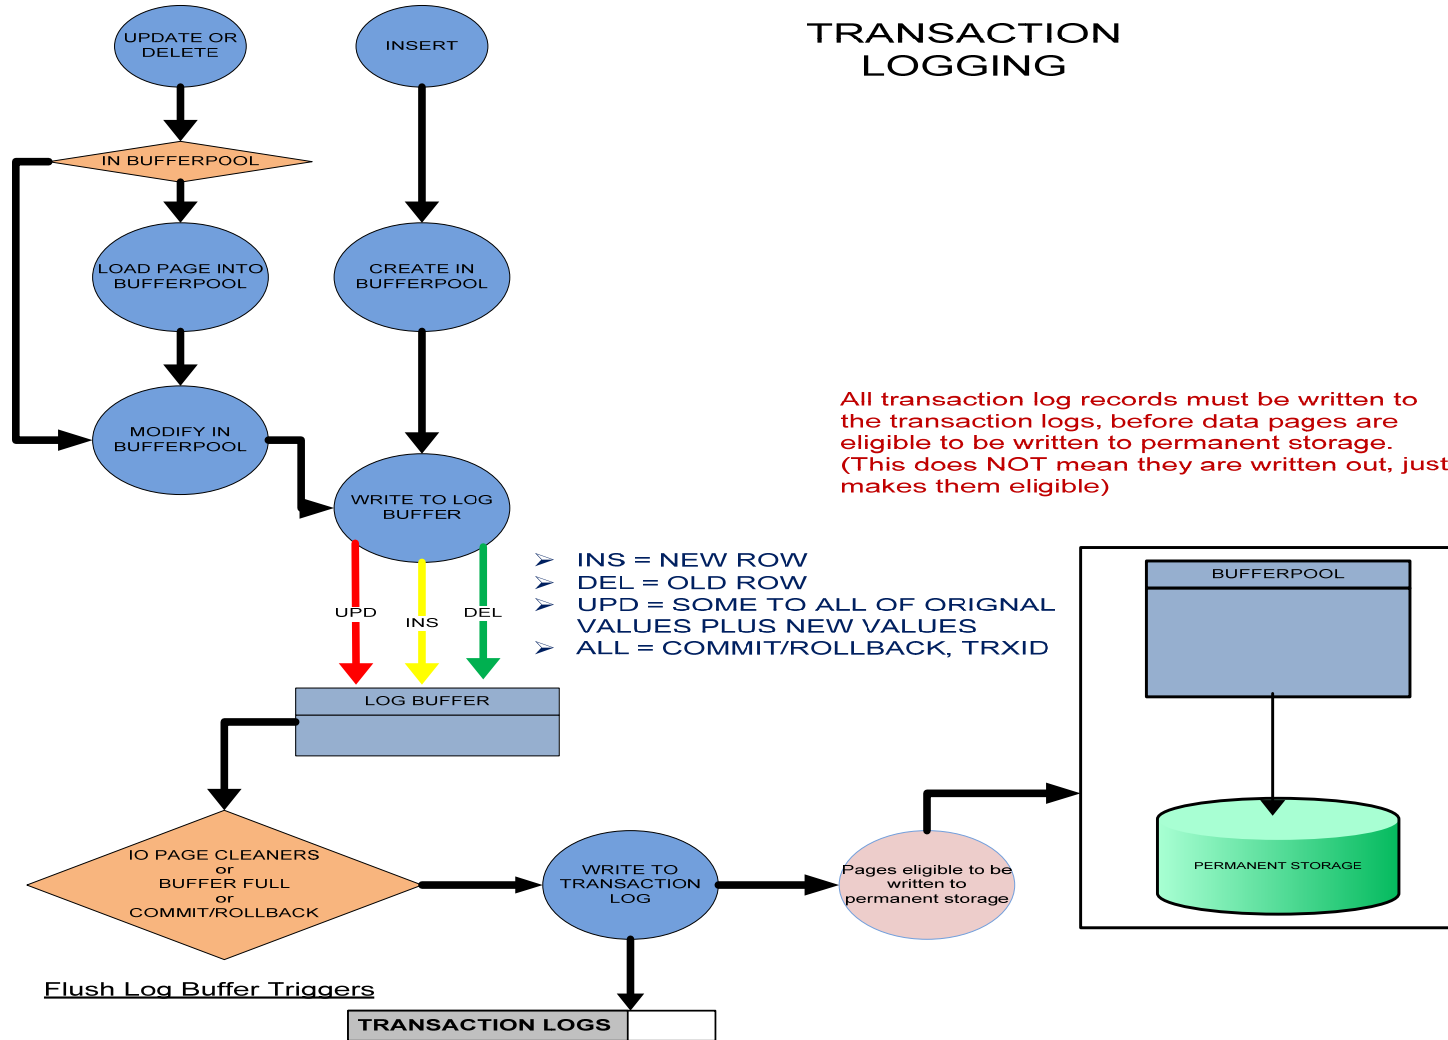 TRANSACTION
LOGGING
UPDATE OR
DELETE
INSERT
IN BUFFERPOOL
LOAD PAGE INTO
BUFFERPOOL
CREATE IN
BUFFERPOOL
MODIFY IN
BUFFERPOOL
WRITE TO LOG
BUFFER
All transaction log records must be written to
the transaction logs, before data pages are
eligible to be written to permanent storage.
(This does NOT mean they are written out, just
makes them eligible)
UPD
INS
DEL
➢ INS = NEW ROW
➢ DEL = OLD ROW
➢ UPD = SOME TO ALL OF ORIGNAL
VALUES PLUS NEW VALUES
➢ ALL = COMMIT/ROLLBACK, TRXID
LOG BUFFER
BUFFERPOOL
PERMANENT STORAGE
IO PAGE CLEANERS
or
BUFFER FULL
or
COMMIT/ROLLBACK
WRITE TO
TRANSACTION
LOG
Pages eligible to be
written to
permanent storage
Flush Log Buffer Triggers
TRANSACTION LOGS